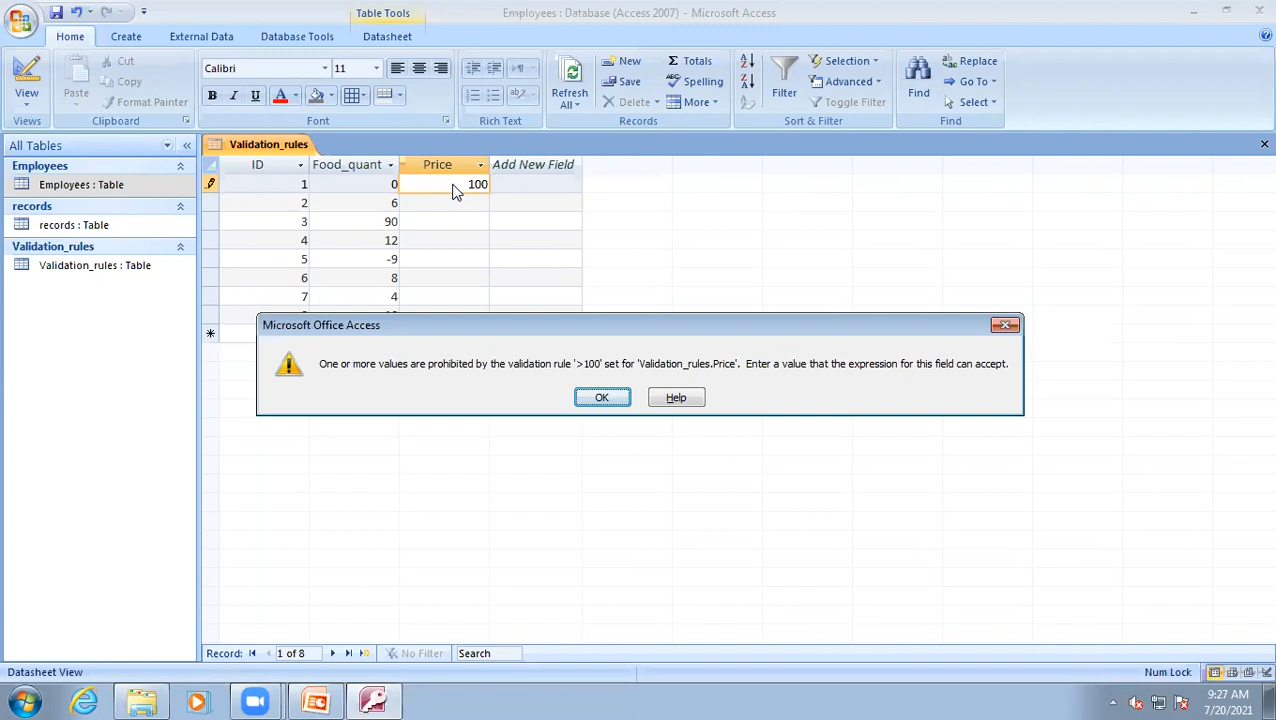 Table Tools
Employees : Database (Access 2007) - Microsoft Access
Home
Create
External Data
Database Tools
Datasheet
View
Views
Paste
Cut
Copy
Format Painter
Clipboard
Calibri
11
B
I
U
A
Font
Rich Text
Refresh
All
New
Save
Delete
Totals
Spelling
More
Records
Filter
Selection
Advanced
Toggle Filter
Sort & Filter
Find
Replace
Go To
Select
Find
All Tables
Employees
Employees : Table
records
records : Table
Validation_rules
Validation_rules : Table
Validation_rules
ID Food_quant Price Add New Field
1 0 100
2 6
3 90
4 12
5 -9
6 8
7 4
Microsoft Office Access
One or more values are prohibited by the validation rule '>100' set for 'Validation_rules.Price'. Enter a value that the expression for this field can accept.
OK
Help
Record: 1 of 8 No Filter Search
Datasheet View
Num Lock
9:27 AM
7/20/2021